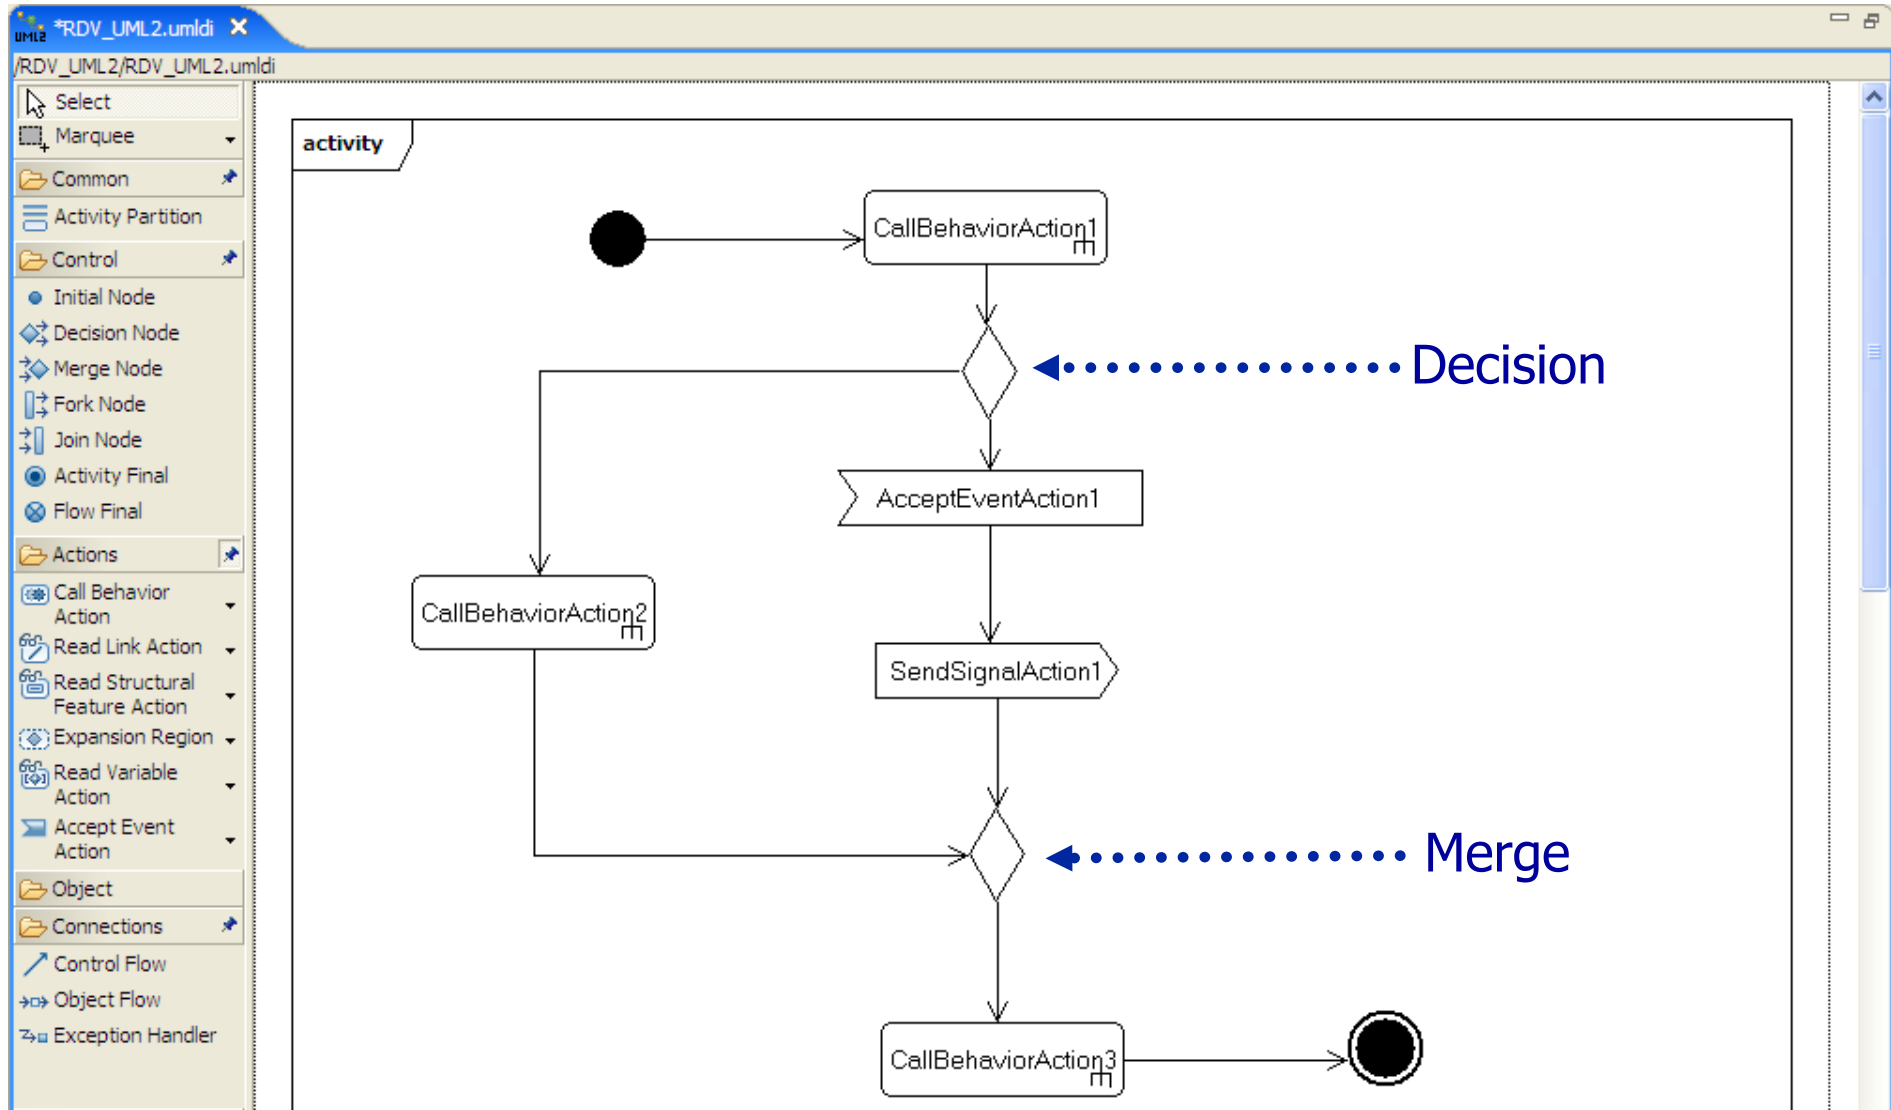 UML2 *RDV_UML2.umldi
/RDV_UML2/RDV_UML2.umldi
Select
Marquee
Common
Activity Partition
Control
Initial Node
Decision Node
Merge Node
Fork Node
Join Node
Activity Final
Flow Final
Actions
Call Behavior
Action
Read Link Action
Read Structural
Feature Action
Expansion Region
Read Variable
Action
Accept Event
Action
Object
Connections
Control Flow
Object Flow
Exception Handler
activity
CallBehaviorAction1
Decision
AcceptEventAction1
CallBehaviorAction2
SendSignalAction1
Merge
CallBehaviorAction3